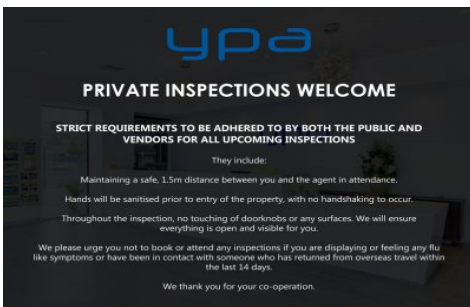 ypa
PRIVATE INSPECTIONS WELCOME
STRICT REQUIREMENTS TO BE ADHERED TO BY BOTH THE PUBLIC AND
VENDORS FOR ALL UPCOMING INSPECTIONS
They include:
Maintaining a safe, 1.5m distance between you and the agent in attendance.
Hands will be sanitised prior to entry of the property, with no handshaking to occur.
Throughout the inspection, no touching of doorknobs or any surfaces. We will ensure
everything is open and visible for you.
We please urge you not to book or attend any inspections if you are displaying or feeling any flu
like symptoms or have been in contact with someone who has returned from overseas travel within
the last 14 days.
We thank you for your co-operation.